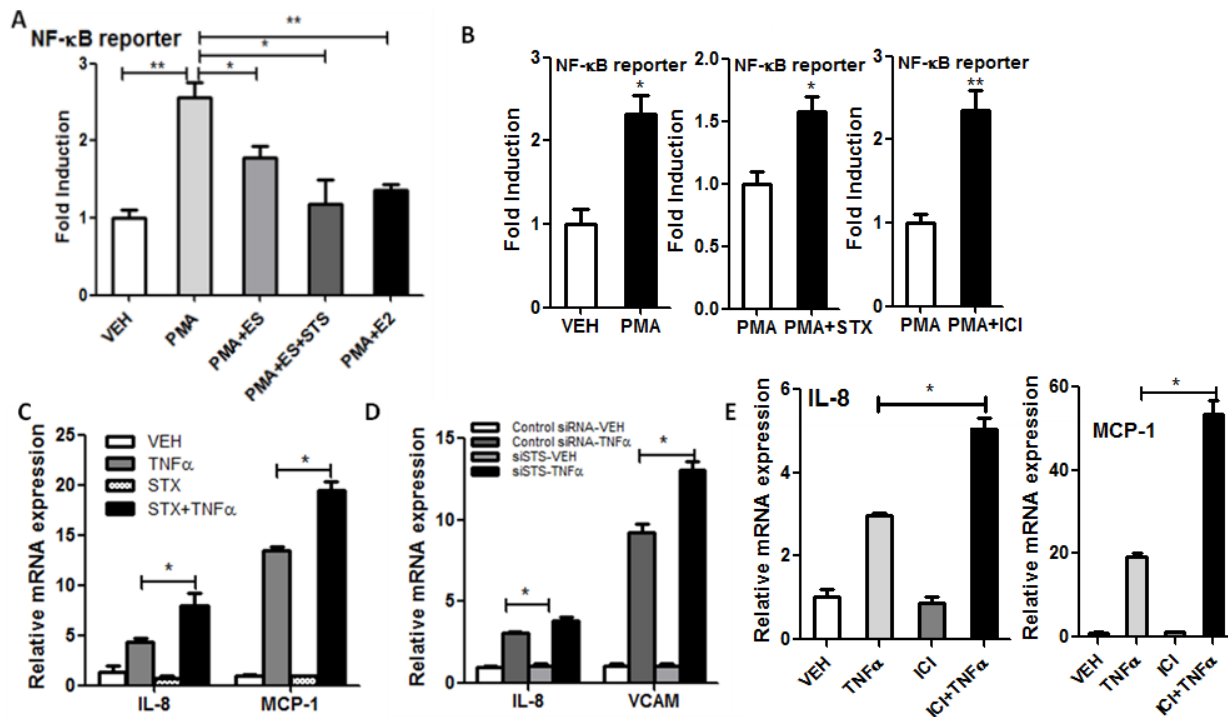 A
NF-κB reporter
**
*
**
*
Fold Induction
3
2
1
0
VEH
PMA
PMA+ES
PMA+ES+STS
PMA+E2
B
NF-κB reporter
*
Fold Induction
3
2
1
0
VEH PMA
NF-κB reporter
*
Fold Induction
2.0
1.5
1.0
0.5
0.0
PMA PMA+STX
NF-κB reporter
**
Fold Induction
3
2
1
0
PMA PMA+ICI
C
Relative mRNA expression
25
20
15
10
5
0
VEH
TNFα
STX
STX+TNFα
*
*
IL-8 MCP-1
D
Relative mRNA expression
15
10
5
0
Control siRNA-VEH
Control siRNA-TNFα
siSTS-VEH
siSTS-TNFα
*
*
IL-8 VCAM
E
IL-8
*
Relative mRNA expression
6
4
2
0
VEH
TNFα
ICI
ICI+TNFα
MCP-1
*
Relative mRNA expression
60
40
20
0
VEH
TNFα
ICI
ICI+TNFα